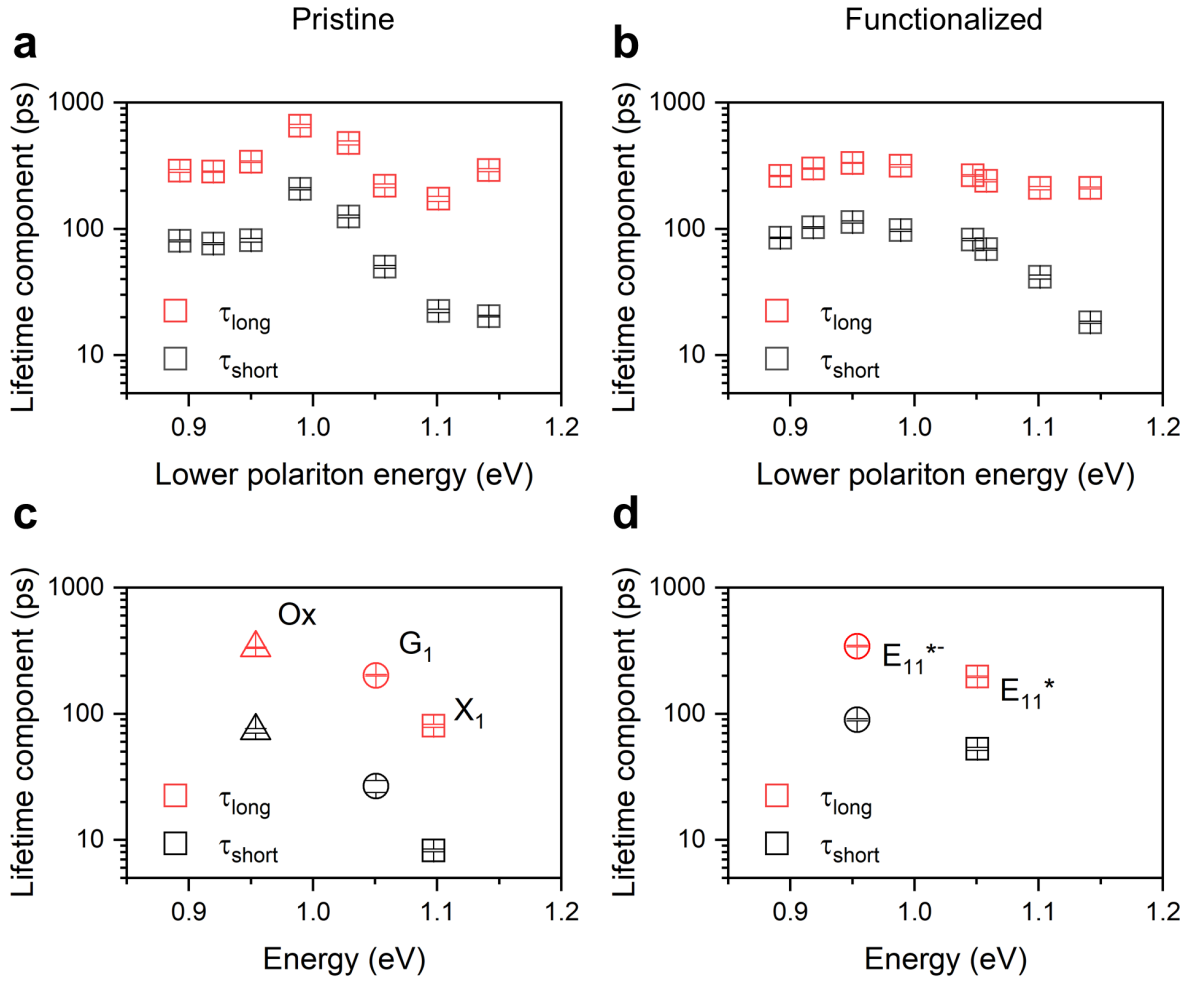 Pristine
Functionalized
a
b
Lifetime component (ps)
1000
100
10
τlong
τshort
0.9 1.0 1.1 1.2
Lower polariton energy (eV)
Lifetime component (ps)
1000
100
10
τlong
τshort
0.9 1.0 1.1 1.2
Lower polariton energy (eV)
c
d
Lifetime component (ps)
1000
100
10
Ox
G1
X1
τlong
τshort
0.9 1.0 1.1 1.2
Energy (eV)
Lifetime component (ps)
1000
100
10
E11*-
E11*
τlong
τshort
0.9 1.0 1.1 1.2
Energy (eV)